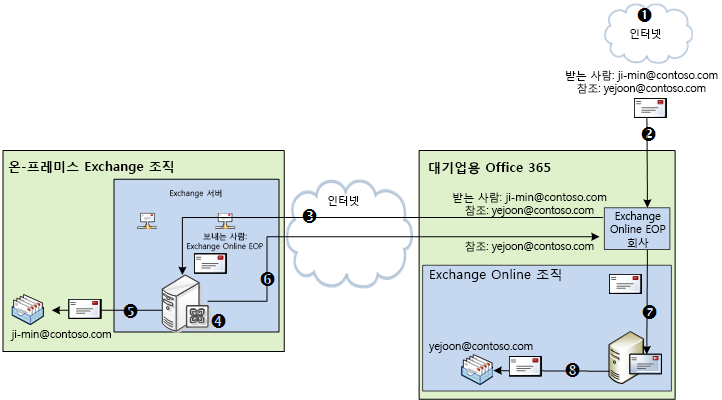 ❶
인터넷
받는 사람: ji-min@contoso.com
참조: yejoon@contoso.com
❷
온-프레미스 Exchange 조직
Exchange 서버
보내는 사람:
Exchange Online EOP
❹
❺
ji-min@contoso.com
인터넷
❸
❻
대기업용 Office 365
받는 사람: ji-min@contoso.com
참조: yejoon@contoso.com
참조: yejoon@contoso.com
Exchange
Online EOP
회사
Exchange Online 조직
❼
yejoon@contoso.com
❽